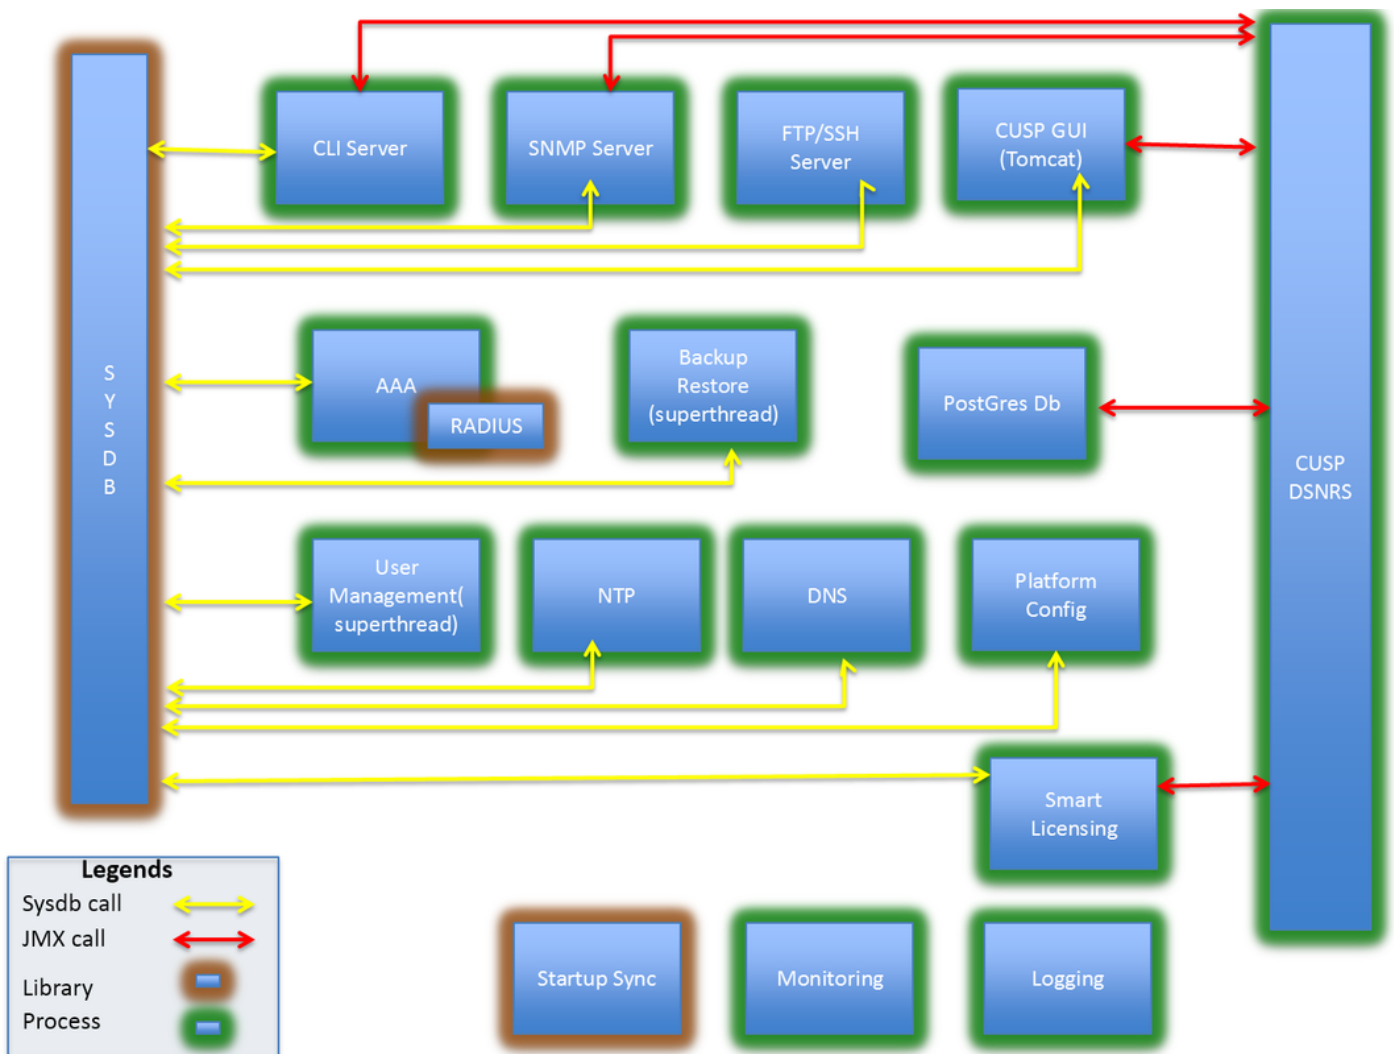 CLI Server
SNMP Server
FTP/SSH
Server
CUSP GUI
(Tomcat)
S
Y
S
D
B
AAA
RADIUS
Backup
Restore
(superthread)
PostGres Db
CUSP
DSNRS
User
Management(
superthread)
NTP
DNS
Platform
Config
Smart
Licensing
Legends
Sysdb call
JMX call
Library
Process
Startup Sync
Monitoring
Logging